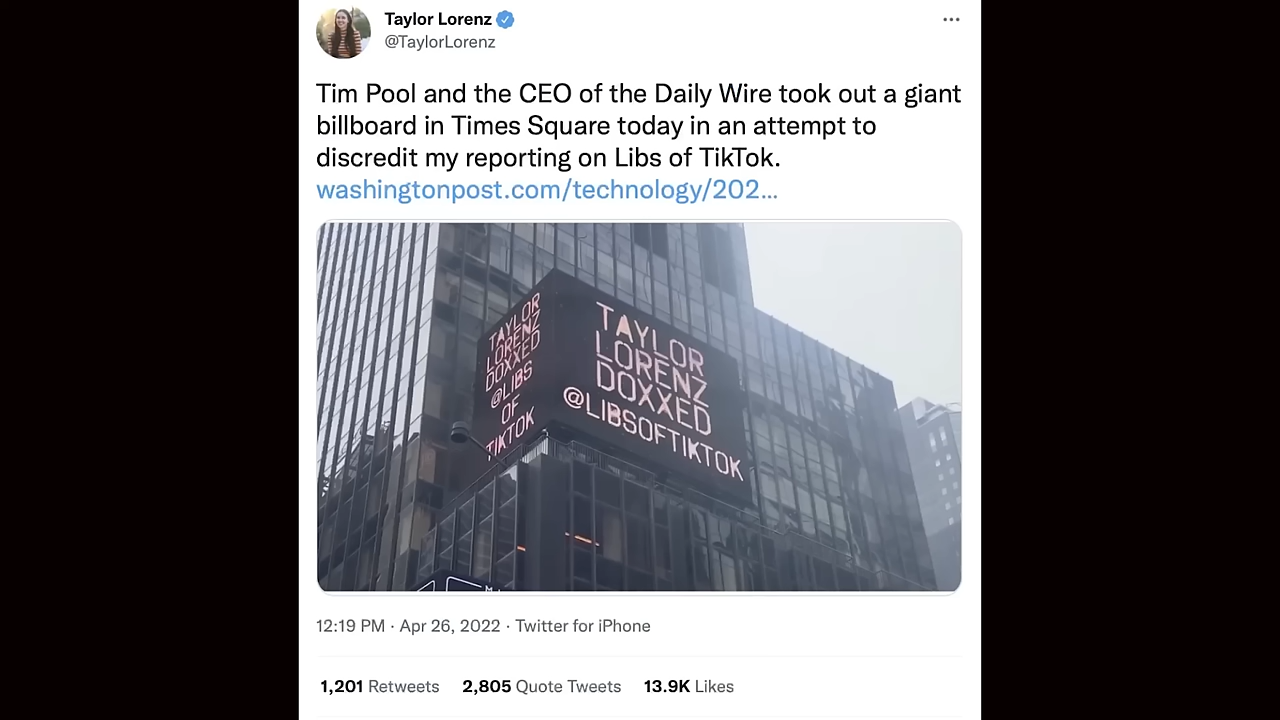 Taylor Lorenz
@TaylorLorenz
Tim Pool and the CEO of the Daily Wire took out a giant
billboard in Times Square today in an attempt to
discredit my reporting on Libs of TikTok.
washingtonpost.com/technology/202...
TAYLOR
LORENZ
DOXXED
@LIBS
OF
TIKTOK
TAYLOR
LORENZ
DOXXED
@LIBSOFTIKTOK
12:19 PM · Apr 26, 2022 · Twitter for iPhone
1,201 Retweets 2,805 Quote Tweets 13.9K Likes